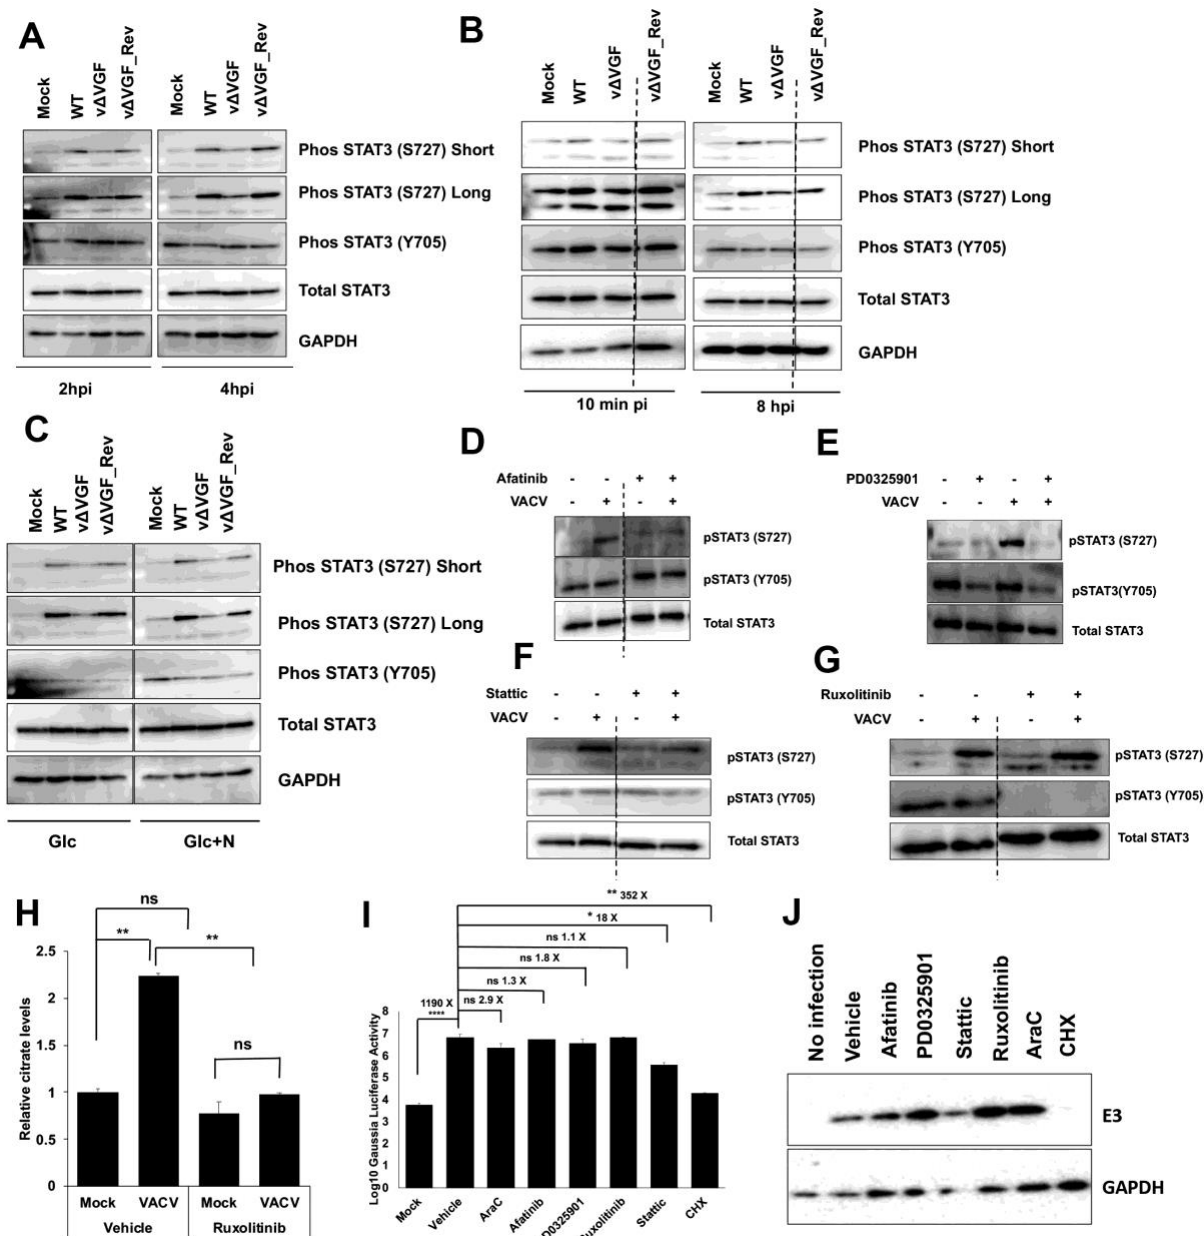 A
Mock
WT
vΔVGF
vΔVGF_Rev
Mock
WT
vΔVGF
vΔVGF_Rev
Phos STAT3 (S727) Short
Phos STAT3 (S727) Long
Phos STAT3 (Y705)
Total STAT3
GAPDH
2hpi
4hpi
B
Mock
WT
vΔVGF
vΔVGF_Rev
Mock
WT
vΔVGF
vΔVGF_Rev
Phos STAT3 (S727) Short
Phos STAT3 (S727) Long
Phos STAT3 (Y705)
Total STAT3
GAPDH
10 min pi
8 hpi
C
Mock
WT
vΔVGF
vΔVGF_Rev
Mock
WT
vΔVGF
vΔVGF_Rev
Phos STAT3 (S727) Short
Phos STAT3 (S727) Long
Phos STAT3 (Y705)
Total STAT3
GAPDH
Glc
Glc+N
D
Afatinib - - + +
VACV - + - +
pSTAT3 (S727)
pSTAT3 (Y705)
Total STAT3
E
PD0325901 - + - +
VACV - - + +
pSTAT3 (S727)
pSTAT3(Y705)
Total STAT3
F
Stattic - - + +
VACV - + - +
pSTAT3 (S727)
pSTAT3 (Y705)
Total STAT3
G
Ruxolitinib - - + +
VACV - + - +
pSTAT3 (S727)
pSTAT3 (Y705)
Total STAT3
H
ns
**
**
ns
Relative citrate levels
2.5
2
1.5
1
0.5
0
Mock VACV Mock VACV
Vehicle Ruxolitinib
I
** 352 X
* 18 X
ns 1.1 X
ns 1.8 X
ns 1.3 X
ns 2.9 X
1190 X
****
Log10 Gaussia Luciferase Activity
8
7
6
5
4
3
2
1
0
Mock
Vehicle
AraC
Afatinib
D0325901
Ruxolitinib
Stattic
CHX
J
No infection
Vehicle
Afatinib
PD0325901
Stattic
Ruxolitinib
AraC
CHX
E3
GAPDH